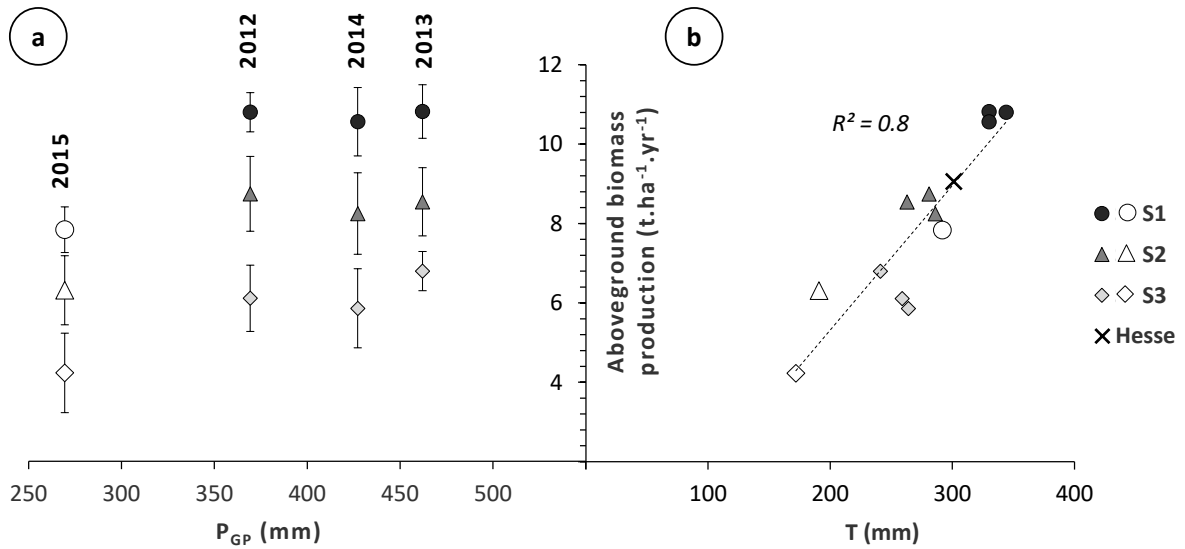 a
2015
2012
2014
2013
250
300
350
400
450
500
P_GP (mm)
12
10
8
6
4
Aboveground biomass
production (t.ha⁻¹.yr⁻¹)
b
R² = 0.8
100
200
300
400
T (mm)
S1
S2
S3
Hesse